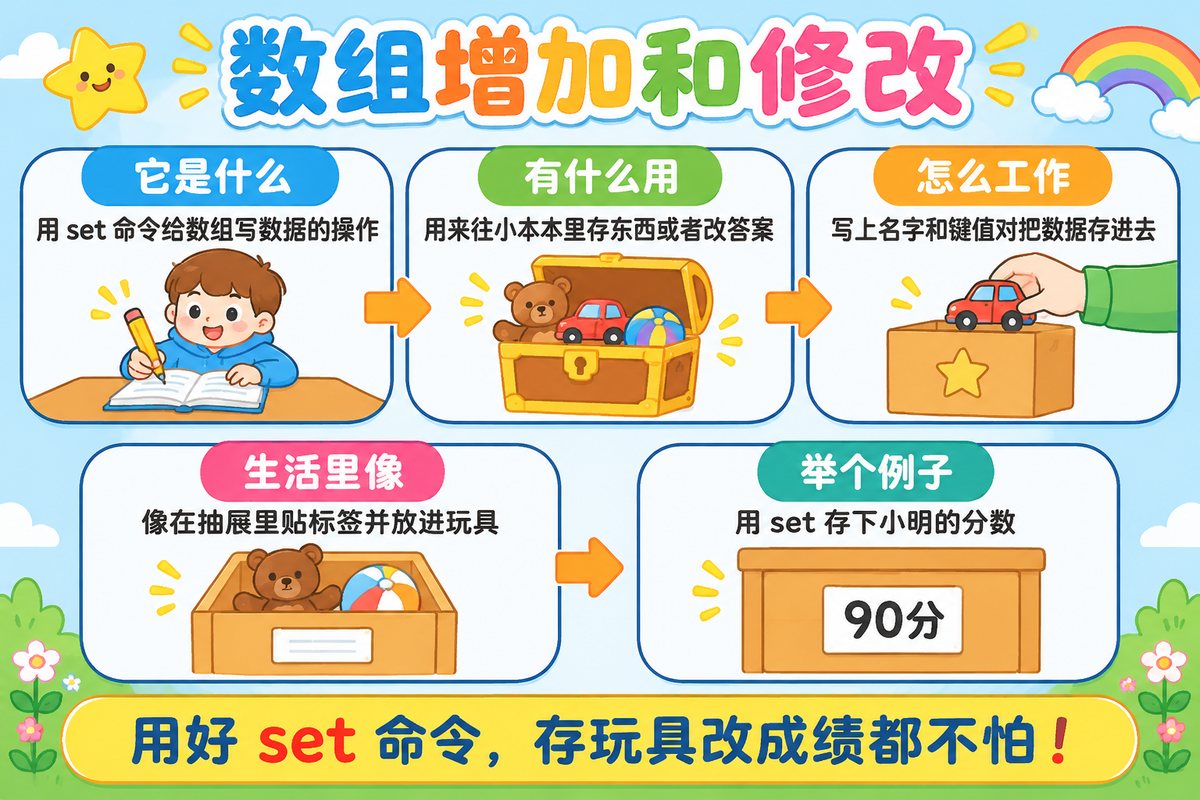 数组增加和修改
它是什么
用 set 命令给数组写数据的操作
有什么用
用来往小本本里存东西或者改答案
怎么工作
写上名字和键值对把数据存进去
生活里像
像在抽屉里贴标签并放进玩具
举个例子
用 set 存下小明的分数
90分
用好 set 命令，存玩具改成绩都不怕！